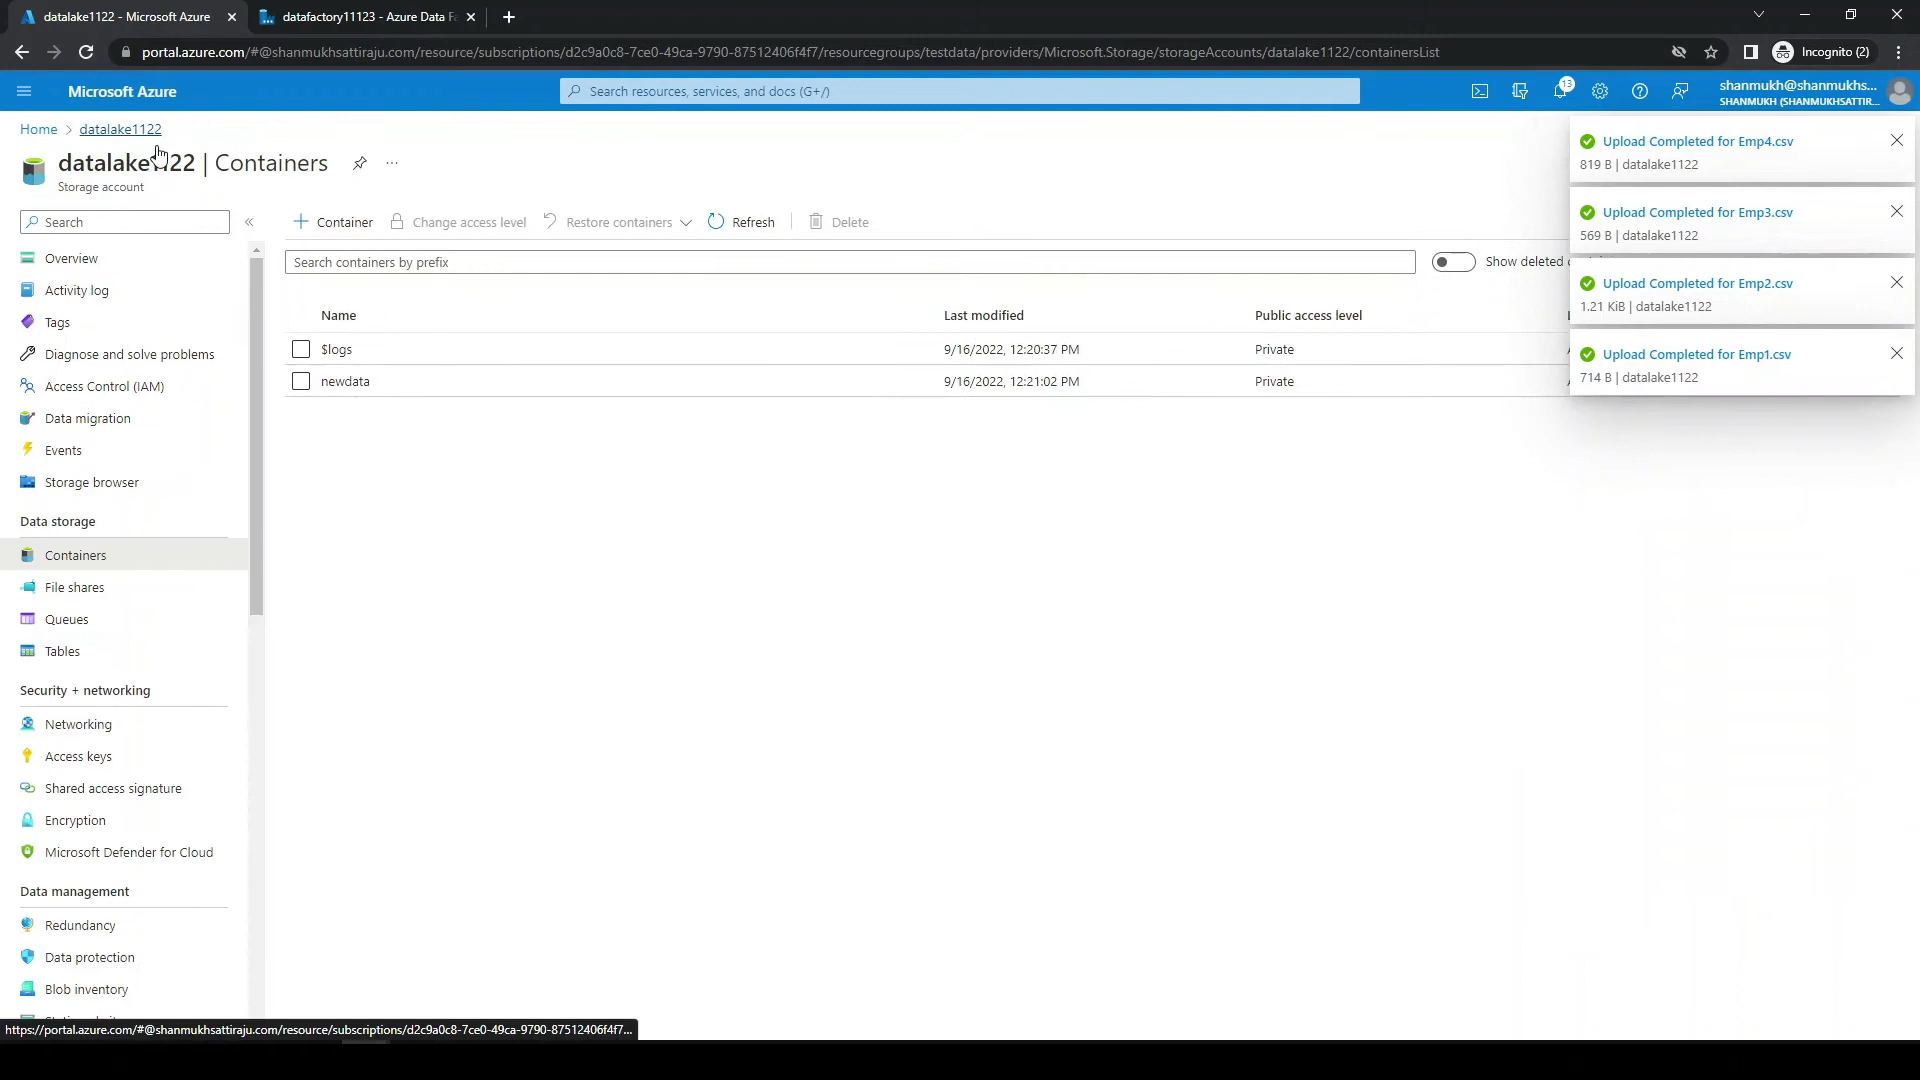 datalake1122 - Microsoft Azure
datafactory11123 - Azure Data Fa
portal.azure.com/#@shanmukhsattiraju.com/resource/subscriptions/d2c9a0c8-7ce0-49ca-9790-87512406f4f7/resourcegroups/testdata/providers/Microsoft.Storage/storageAccounts/datalake1122/containersList
Incognito (2)
Microsoft Azure
Search resources, services, and docs (G+/)
13
shanmukh@shanmukhs...
SHANMUKH (SHANMUKHSATTIR...
Home > datalake1122
datalake1122 | Containers
Storage account
Upload Completed for Emp4.csv
819 B | datalake1122
Upload Completed for Emp3.csv
569 B | datalake1122
Upload Completed for Emp2.csv
1.21 KiB | datalake1122
Upload Completed for Emp1.csv
714 B | datalake1122
Search
Container
Change access level
Restore containers
Refresh
Delete
Search containers by prefix
Show deleted
Name
Last modified
Public access level
$logs
9/16/2022, 12:20:37 PM
Private
newdata
9/16/2022, 12:21:02 PM
Private
Overview
Activity log
Tags
Diagnose and solve problems
Access Control (IAM)
Data migration
Events
Storage browser
Data storage
Containers
File shares
Queues
Tables
Security + networking
Networking
Access keys
Shared access signature
Encryption
Microsoft Defender for Cloud
Data management
Redundancy
Data protection
Blob inventory
https://portal.azure.com/#@shanmukhsattiraju.com/resource/subscriptions/d2c9a0c8-7ce0-49ca-9790-87512406f4f7...